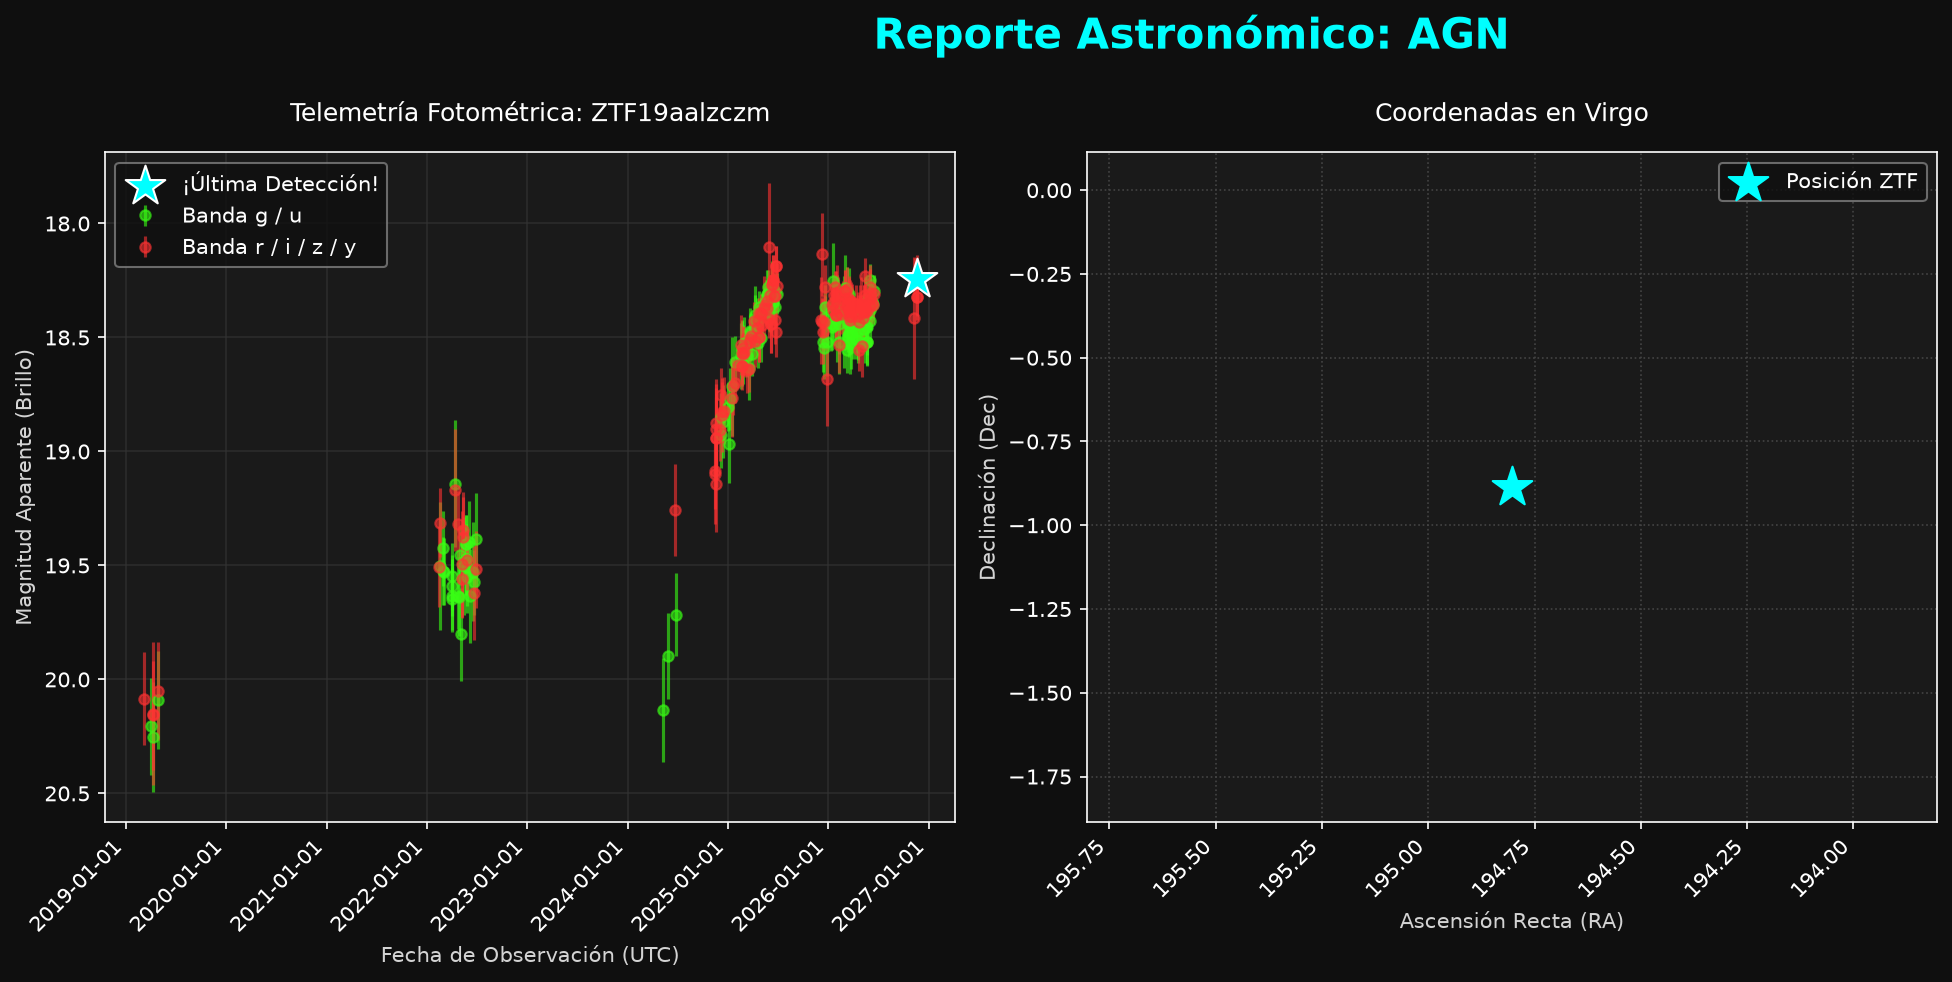 Reporte Astronómico: AGN
Telemetría Fotométrica: ZTF19aalzczm
¡Última Detección!
Banda g / u
Banda r / i / z / y
Magnitud Aparente (Brillo)
18.0
18.5
19.0
19.5
20.0
20.5
2019-01-01
2020-01-01
2021-01-01
2022-01-01
2023-01-01
2024-01-01
2025-01-01
2026-01-01
2027-01-01
Fecha de Observación (UTC)
Coordenadas en Virgo
Posición ZTF
Declinación (Dec)
0.00
−0.25
−0.50
−0.75
−1.00
−1.25
−1.50
−1.75
195.75
195.50
195.25
195.00
194.75
194.50
194.25
194.00
Ascensión Recta (RA)